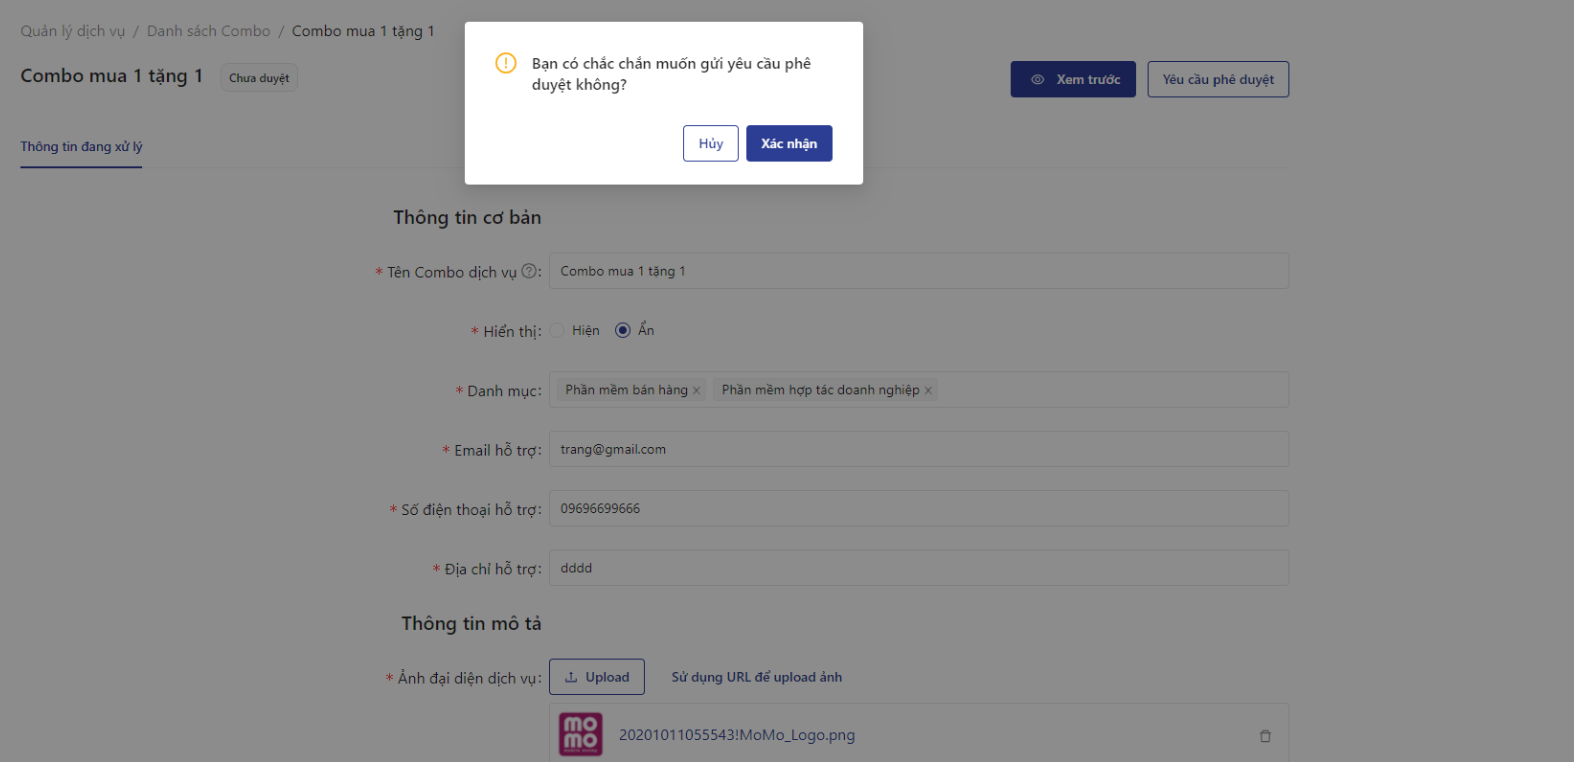 Quản lý dịch vụ / Danh sách Combo / Combo mua 1 tặng 1
Combo mua 1 tặng 1 Chưa duyệt
Bạn có chắc chắn muốn gửi yêu cầu phê
duyệt không?
Hủy Xác nhận
Xem trước Yêu cầu phê duyệt
Thông tin đang xử lý
Thông tin cơ bản
* Tên Combo dịch vụ ?: Combo mua 1 tặng 1
* Hiển thị: Hiện Ẩn
* Danh mục: Phần mềm bán hàng × Phần mềm hợp tác doanh nghiệp ×
* Email hỗ trợ: trang@gmail.com
* Số điện thoại hỗ trợ: 09696699666
* Địa chỉ hỗ trợ: dddd
Thông tin mô tả
* Ảnh đại diện dịch vụ: Upload Sử dụng URL để upload ảnh
mo
mo
20201011055543!MoMo_Logo.png